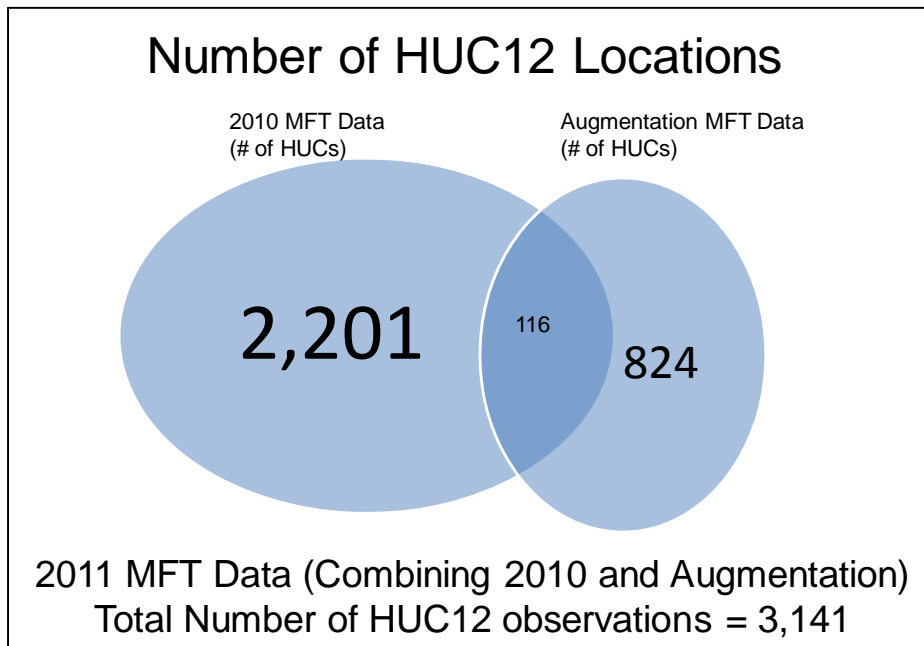 Number of HUC12 Locations
2010 MFT Data
(# of HUCs)
Augmentation MFT Data
(# of HUCs)
2,201
116
824
2011 MFT Data (Combining 2010 and Augmentation)
Total Number of HUC12 observations = 3,141